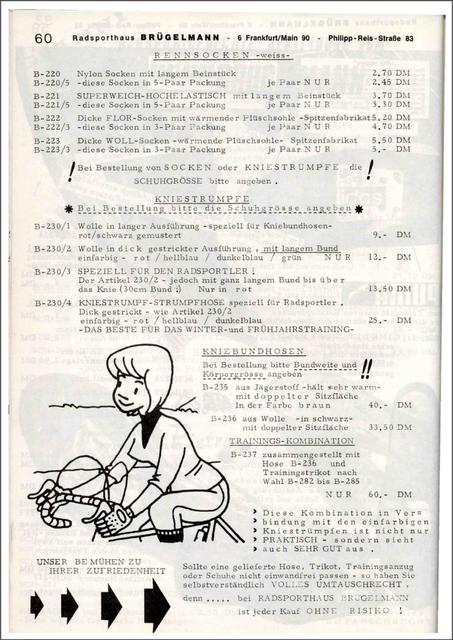 60 Radsporthaus BRÜGELMANN - 6 Frankfurt/Main 90 - Philipp-Reis-Straße 83
RENNSOCKEN -weiss-
B-220 Nylon Socken mit langem Beinstück 2.70 DM
B-220/5 -diese Socken in 5-Paar Packung je Paar NUR 2.45 DM
B-221 SUPERWEICH-HOCHELASTISCH mit langem Beinstück 3.70 DM
B-221/5 -diese Socken in 5-Paar Packung je Paar NUR 3.30 DM
B-222 Dicke FLOR-Socken mit wärmender Plüschsohle -Spitzenfabrikat 5.20 DM
B-222/3 -diese Socken in 3-Paar Packung je Paar NUR 4.70 DM
B-223 Dicke WOLL-Socken -wärmende Plüschsohle- Spitzenfabrikat 5.50 DM
B-223/3 -diese Socken in 3-Paar Packung je Paar NUR 5.- DM
! Bei Bestellung von SOCKEN oder KNIESTRÜMPFE die !
SCHUHGRÖSSE bitte angeben .
KNIESTRÜMPFE
* Bei Bestellung bitte die Schuhgrösse angeben *
B-230/1 Wolle in langer Ausführung -speziell für Kniebundhosen-
rot/schwarz gemustert 9.- DM
B-230/2 Wolle in dick gestrickter Ausführung , mit langem Bund
einfarbig - rot / hellblau / dunkelblau / grün NUR 12.- DM
B-230/3 SPEZIELL FÜR DEN RADSPORTLER !
Der Artikel 230/2 - jedoch mit ganz langem Bund bis über
das Knie (30cm Bund !) Nur in rot 13,50 DM
B-230/4 KNIESTRUMPF-STRUMPFHOSE speziell für Radsportler .
Dick gestrickt - wie Artikel 230/2
einfarbig - rot / hellblau / dunkelblau 25.- DM
-DAS BESTE FÜR DAS WINTER-und FRÜHJAHRSTRAINING-
KNIEBUNDHOSEN
Bei Bestellung bitte Bundweite und
Körpergrösse angeben !!
B-235 aus Jägerstoff -hält sehr warm-
mit doppelter Sitzfläche
In der Farbe braun 40,- DM
B-236 aus Wolle -in schwarz-
mit doppelter Sitzfläche 33,50 DM
TRAININGS-KOMBINATION
B-237 zusammengestellt mit
Hose B-236 und
Trainingstrikot nach
Wahl B-282 bis B-285
NUR 60,- DM
Diese Kombination in Ver=
bindung mit den einfarbigen
Kniestrümpfen ist nicht nur
PRAKTISCH - sondern sieht
auch SEHR GUT aus .
UNSER BEMÜHEN ZU
IHRER ZUFRIEDENHEIT
Sollte eine gelieferte Hose, Trikot, Trainingsanzug
oder Schuhe nicht einwandfrei passen - so haben Sie
selbstverständlich VOLLES UMTAUSCHRECHT .
denn ..... bei RADSPORTHAUS BRÜGELMANN
ist jeder Kauf OHNE RISIKO !